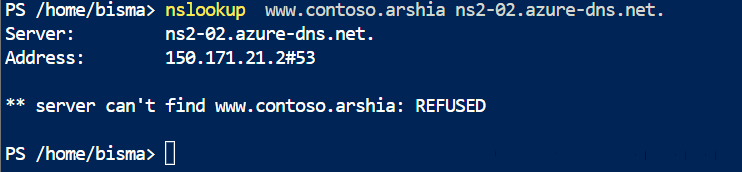 PS /home/bisma> nslookup  www.contoso.arshia ns2-02.azure-dns.net.
Server:         ns2-02.azure-dns.net.
Address:        150.171.21.2#53
** server can't find www.contoso.arshia: REFUSED
PS /home/bisma>